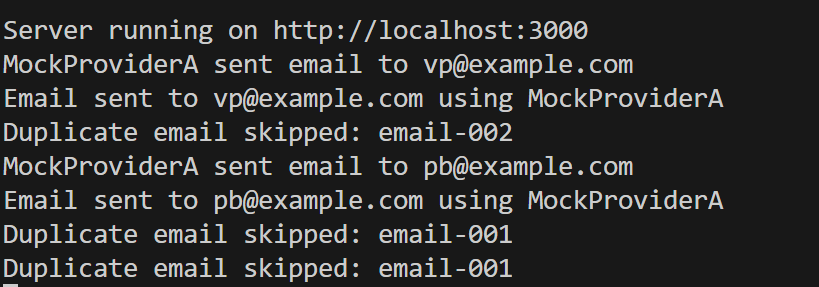 Server running on http://localhost:3000
MockProviderA sent email to vp@example.com
Email sent to vp@example.com using MockProviderA
Duplicate email skipped: email-002
MockProviderA sent email to pb@example.com
Email sent to pb@example.com using MockProviderA
Duplicate email skipped: email-001
Duplicate email skipped: email-001